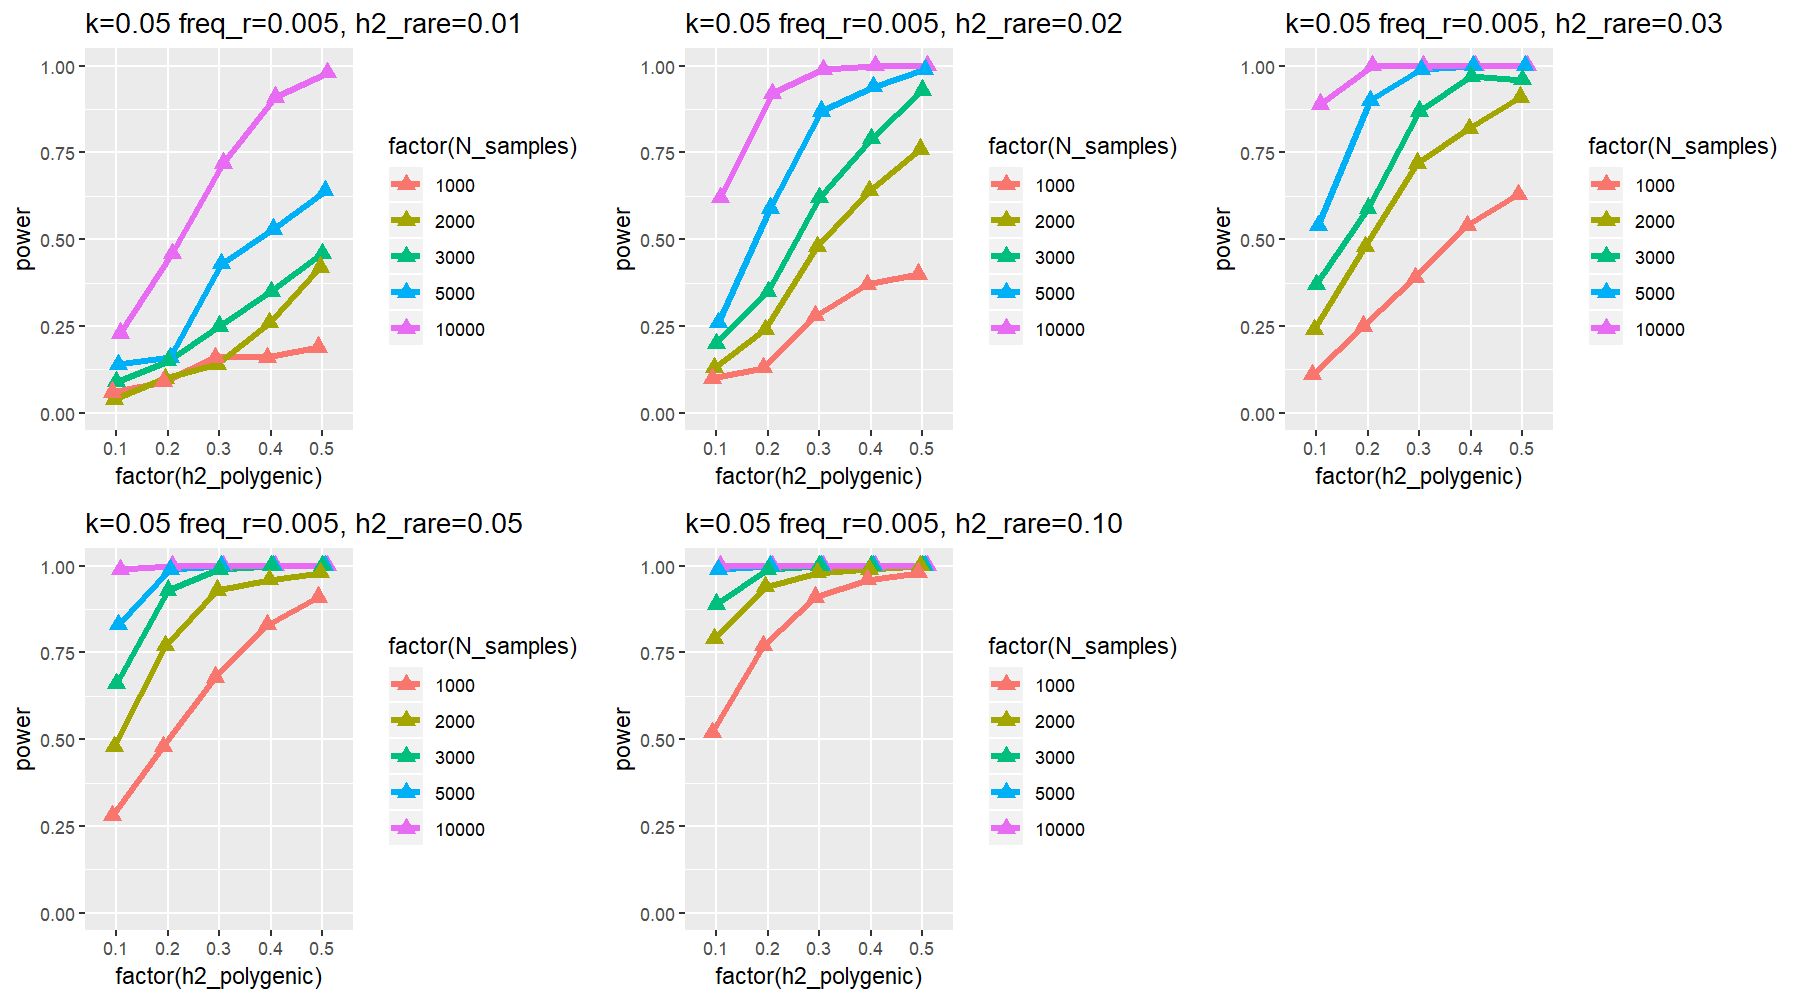 k=0.05 freq_r=0.005, h2_rare=0.01
1.00
0.75
0.50
0.25
0.00
power
0.1 0.2 0.3 0.4 0.5
factor(h2_polygenic)
factor(N_samples)
1000
2000
3000
5000
10000
k=0.05 freq_r=0.005, h2_rare=0.02
1.00
0.75
0.50
0.25
0.00
power
0.1 0.2 0.3 0.4 0.5
factor(h2_polygenic)
factor(N_samples)
1000
2000
3000
5000
10000
k=0.05 freq_r=0.005, h2_rare=0.03
1.00
0.75
0.50
0.25
0.00
power
0.1 0.2 0.3 0.4 0.5
factor(h2_polygenic)
factor(N_samples)
1000
2000
3000
5000
10000
k=0.05 freq_r=0.005, h2_rare=0.05
1.00
0.75
0.50
0.25
0.00
power
0.1 0.2 0.3 0.4 0.5
factor(h2_polygenic)
factor(N_samples)
1000
2000
3000
5000
10000
k=0.05 freq_r=0.005, h2_rare=0.10
1.00
0.75
0.50
0.25
0.00
power
0.1 0.2 0.3 0.4 0.5
factor(h2_polygenic)
factor(N_samples)
1000
2000
3000
5000
10000